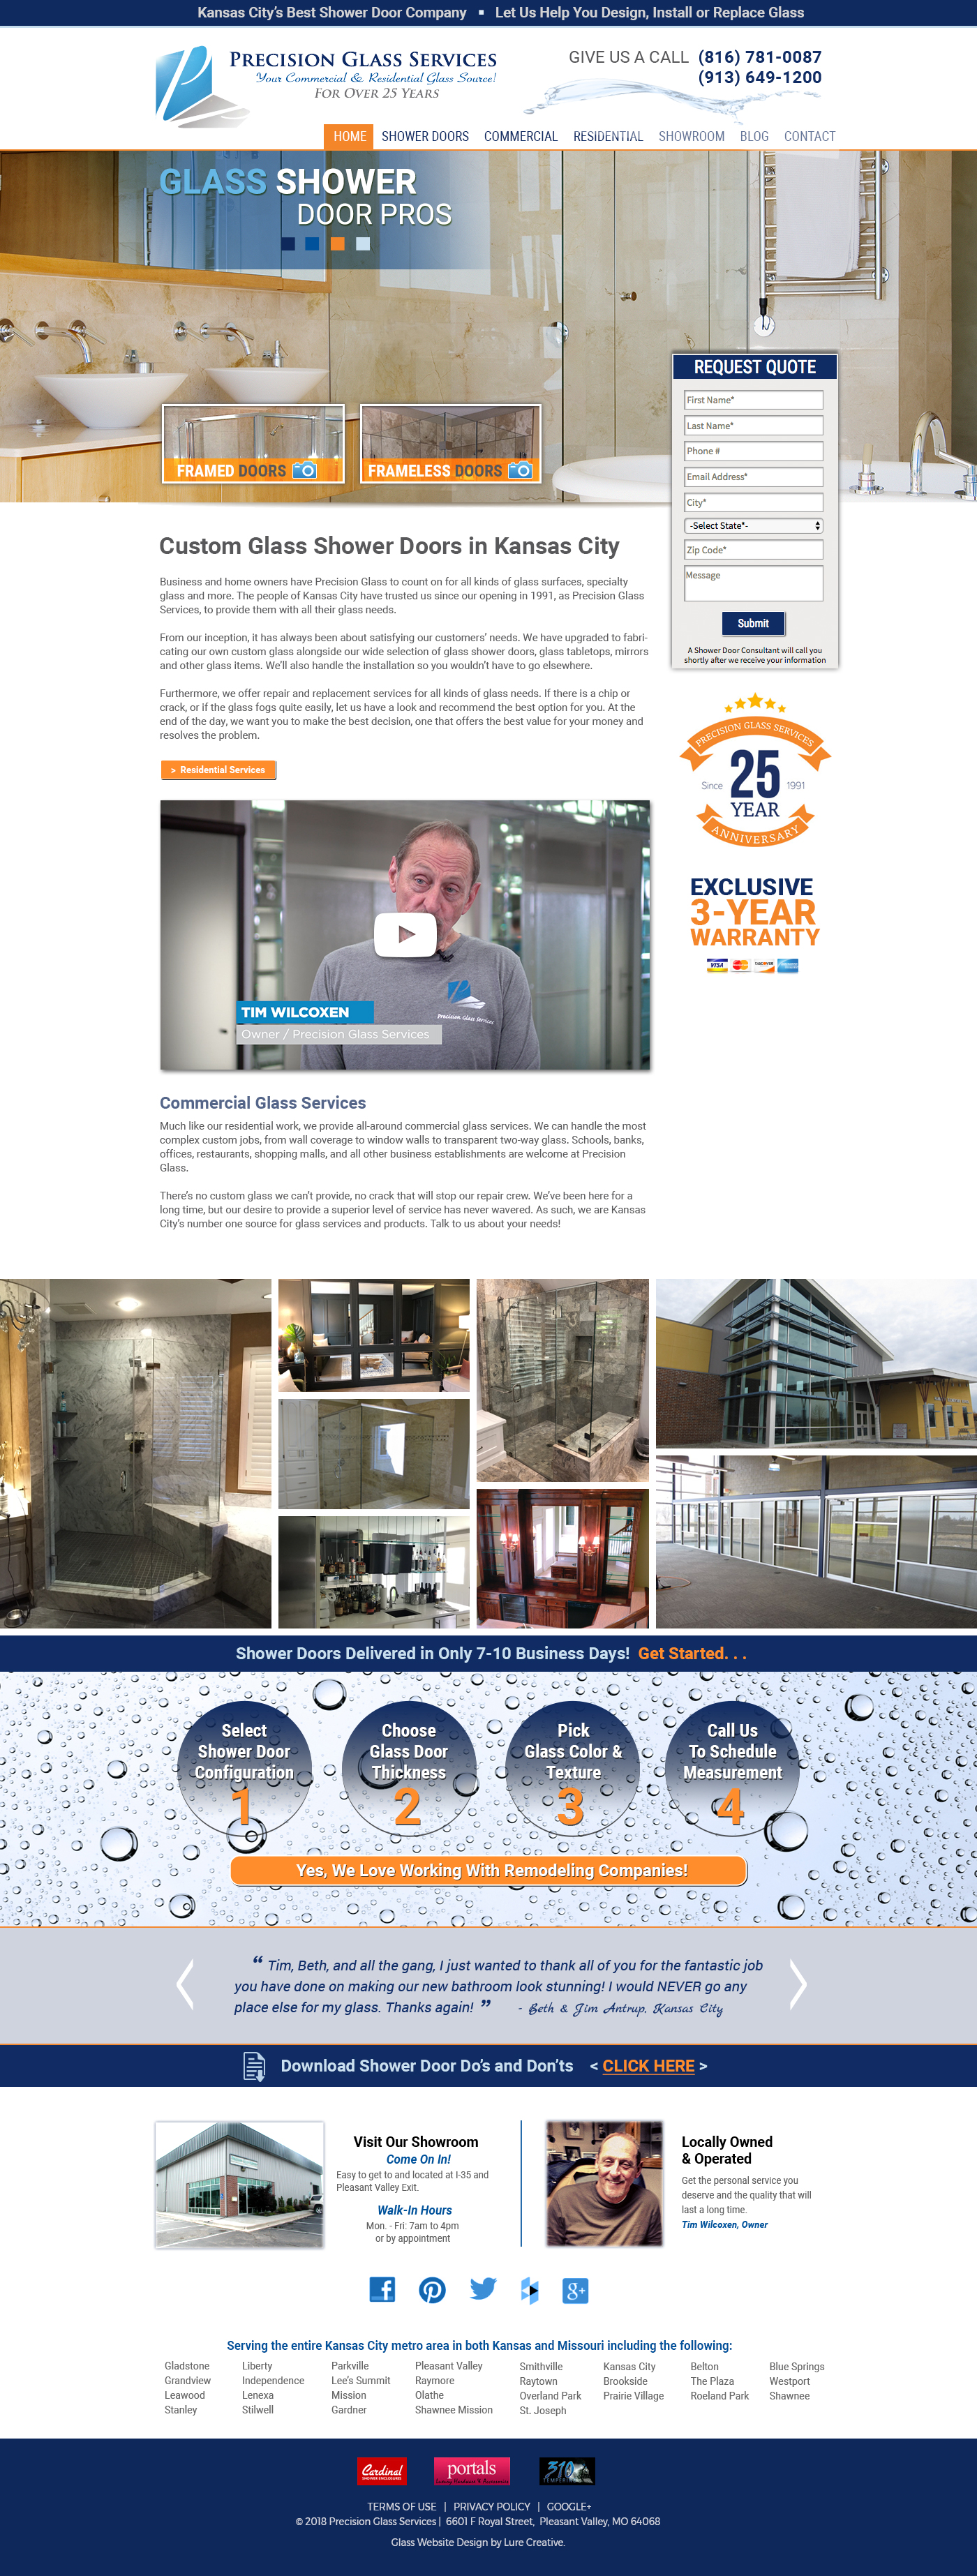 Kansas City's Best Shower Door Company ▪ Let Us Help You Design, Install or Replace Glass
PRECISION GLASS SERVICES
Your Commercial & Residential Glass Source!
FOR OVER 25 YEARS
GIVE US A CALL (816) 781-0087
(913) 649-1200
HOME SHOWER DOORS COMMERCIAL RESIDENTIAL SHOWROOM BLOG CONTACT
GLASS SHOWER
DOOR PROS
FRAMED DOORS
FRAMELESS DOORS
REQUEST QUOTE
First Name*
Last Name*
Phone #
Email Address*
City*
-Select State*-
Zip Code*
Message
Submit
A Shower Door Consultant will call you
shortly after we receive your information
Custom Glass Shower Doors in Kansas City
Business and home owners have Precision Glass to count on for all kinds of glass surfaces, specialty
glass and more. The people of Kansas City have trusted us since our opening in 1991, as Precision Glass
Services, to provide them with all their glass needs.
From our inception, it has always been about satisfying our customers' needs. We have upgraded to fabri-
cating our own custom glass alongside our wide selection of glass shower doors, glass tabletops, mirrors
and other glass items. We'll also handle the installation so you wouldn't have to go elsewhere.
Furthermore, we offer repair and replacement services for all kinds of glass needs. If there is a chip or
crack, or if the glass fogs quite easily, let us have a look and recommend the best option for you. At the
end of the day, we want you to make the best decision, one that offers the best value for your money and
resolves the problem.
> Residential Services
PRECISION GLASS SERVICES
Since 25 1991
YEAR
ANNIVERSARY
EXCLUSIVE
3-YEAR
WARRANTY
VISA MasterCard DISCOVER
Precision Glass Services
TIM WILCOXEN
Owner / Precision Glass Services
Commercial Glass Services
Much like our residential work, we provide all-around commercial glass services. We can handle the most
complex custom jobs, from wall coverage to window walls to transparent two-way glass. Schools, banks,
offices, restaurants, shopping malls, and all other business establishments are welcome at Precision
Glass.
There's no custom glass we can't provide, no crack that will stop our repair crew. We've been here for a
long time, but our desire to provide a superior level of service has never wavered. As such, we are Kansas
City's number one source for glass services and products. Talk to us about your needs!
Shower Doors Delivered in Only 7-10 Business Days! Get Started. . .
Select
Shower Door
Configuration
1
Choose
Glass Door
Thickness
2
Pick
Glass Color &
Texture
3
Call Us
To Schedule
Measurement
4
Yes, We Love Working With Remodeling Companies!
“ Tim, Beth, and all the gang, I just wanted to thank all of you for the fantastic job
you have done on making our new bathroom look stunning! I would NEVER go any
place else for my glass. Thanks again! ” - Beth & Jim Antrup, Kansas City
Download Shower Door Do's and Don'ts < CLICK HERE >
Visit Our Showroom
Come On In!
Easy to get to and located at I-35 and
Pleasant Valley Exit.
Walk-In Hours
Mon. - Fri: 7am to 4pm
or by appointment
Locally Owned
& Operated
Get the personal service you
deserve and the quality that will
last a long time.
Tim Wilcoxen, Owner
Serving the entire Kansas City metro area in both Kansas and Missouri including the following:
Gladstone Liberty Parkville Pleasant Valley Smithville Kansas City Belton Blue Springs
Grandview Independence Lee's Summit Raymore Raytown Brookside The Plaza Westport
Leawood Lenexa Mission Olathe Overland Park Prairie Village Roeland Park Shawnee
Stanley Stilwell Gardner Shawnee Mission St. Joseph
Cardinal
SHOWER ENCLOSURES
portals
310
TERMS OF USE | PRIVACY POLICY | GOOGLE+
© 2018 Precision Glass Services | 6601 F Royal Street, Pleasant Valley, MO 64068
Glass Website Design by Lure Creative.